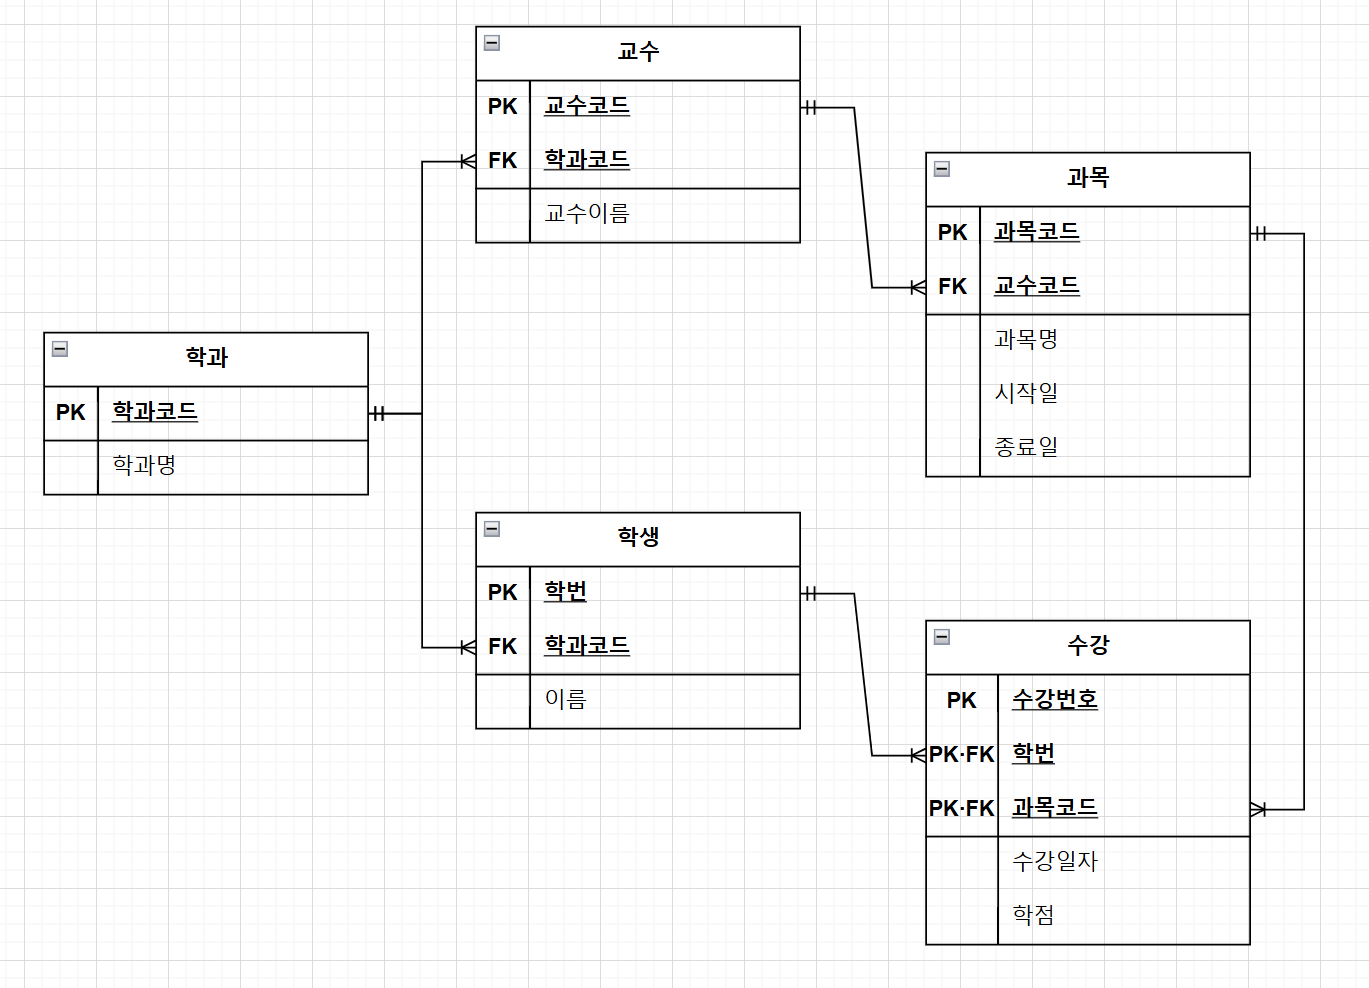 교수
PK 교수코드
FK 학과코드
교수이름
과목
PK 과목코드
FK 교수코드
과목명
시작일
종료일
학과
PK 학과코드
학과명
학생
PK 학번
FK 학과코드
이름
수강
PK 수강번호
PK·FK 학번
PK·FK 과목코드
수강일자
학점